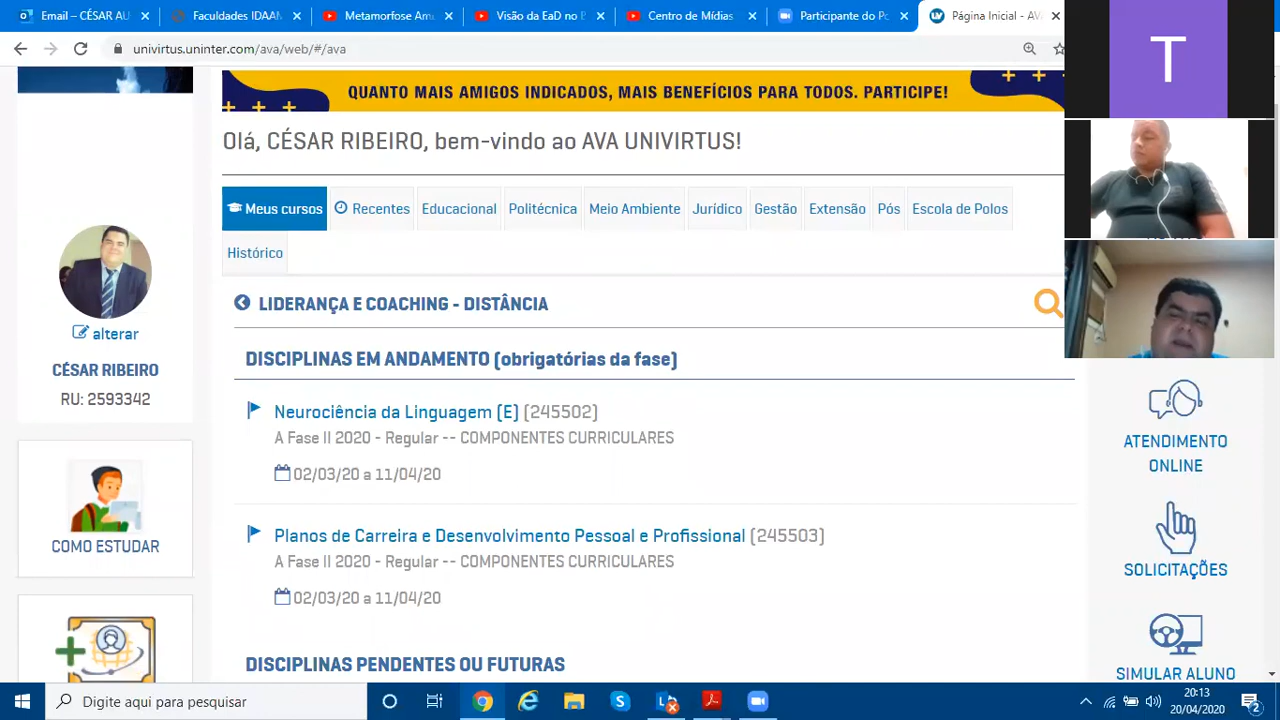 Email – CÉSAR AU
Faculdades IDAAM
Metamorfose Amb
Visão da EaD no B
Centro de Mídias
Participante do Po
Página Inicial - AVA
univirtus.uninter.com/ava/web/#/ava
QUANTO MAIS AMIGOS INDICADOS, MAIS BENEFÍCIOS PARA TODOS. PARTICIPE!
T
Olá, CÉSAR RIBEIRO, bem-vindo ao AVA UNIVIRTUS!
Meus cursos
Recentes
Educacional
Politécnica
Meio Ambiente
Jurídico
Gestão
Extensão
Pós
Escola de Polos
Histórico
alterar
CÉSAR RIBEIRO
RU: 2593342
COMO ESTUDAR
LIDERANÇA E COACHING - DISTÂNCIA
DISCIPLINAS EM ANDAMENTO (obrigatórias da fase)
Neurociência da Linguagem (E) (245502)
A Fase II 2020 - Regular -- COMPONENTES CURRICULARES
02/03/20 a 11/04/20
Planos de Carreira e Desenvolvimento Pessoal e Profissional (245503)
A Fase II 2020 - Regular -- COMPONENTES CURRICULARES
02/03/20 a 11/04/20
DISCIPLINAS PENDENTES OU FUTURAS
ATENDIMENTO
ONLINE
SOLICITAÇÕES
SIMULAR ALUNO
Digite aqui para pesquisar
20:13
20/04/2020
2